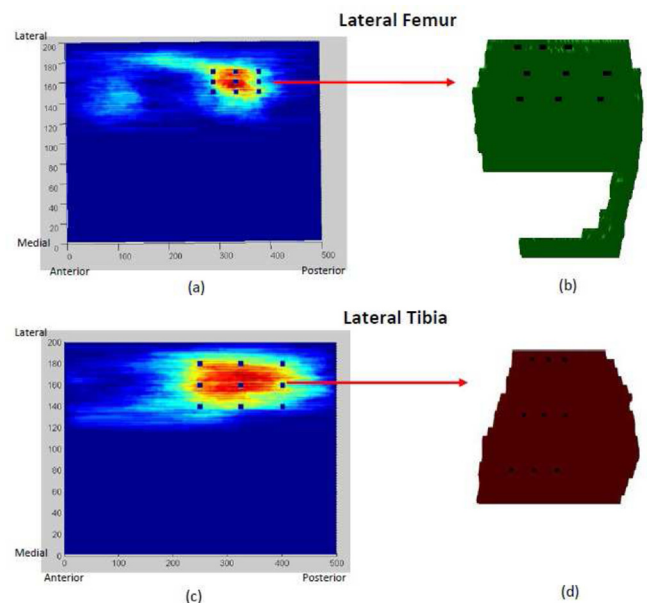 Lateral Femur
Lateral
200
180
160
140
120
100
80
60
40
20
0
Medial
0 100 200 300 400 500
Anterior
Posterior
(a)
(b)
Lateral Tibia
Lateral
200
180
160
140
120
100
80
60
40
20
0
Medial
0 100 200 300 400 500
Anterior
Posterior
(c)
(d)